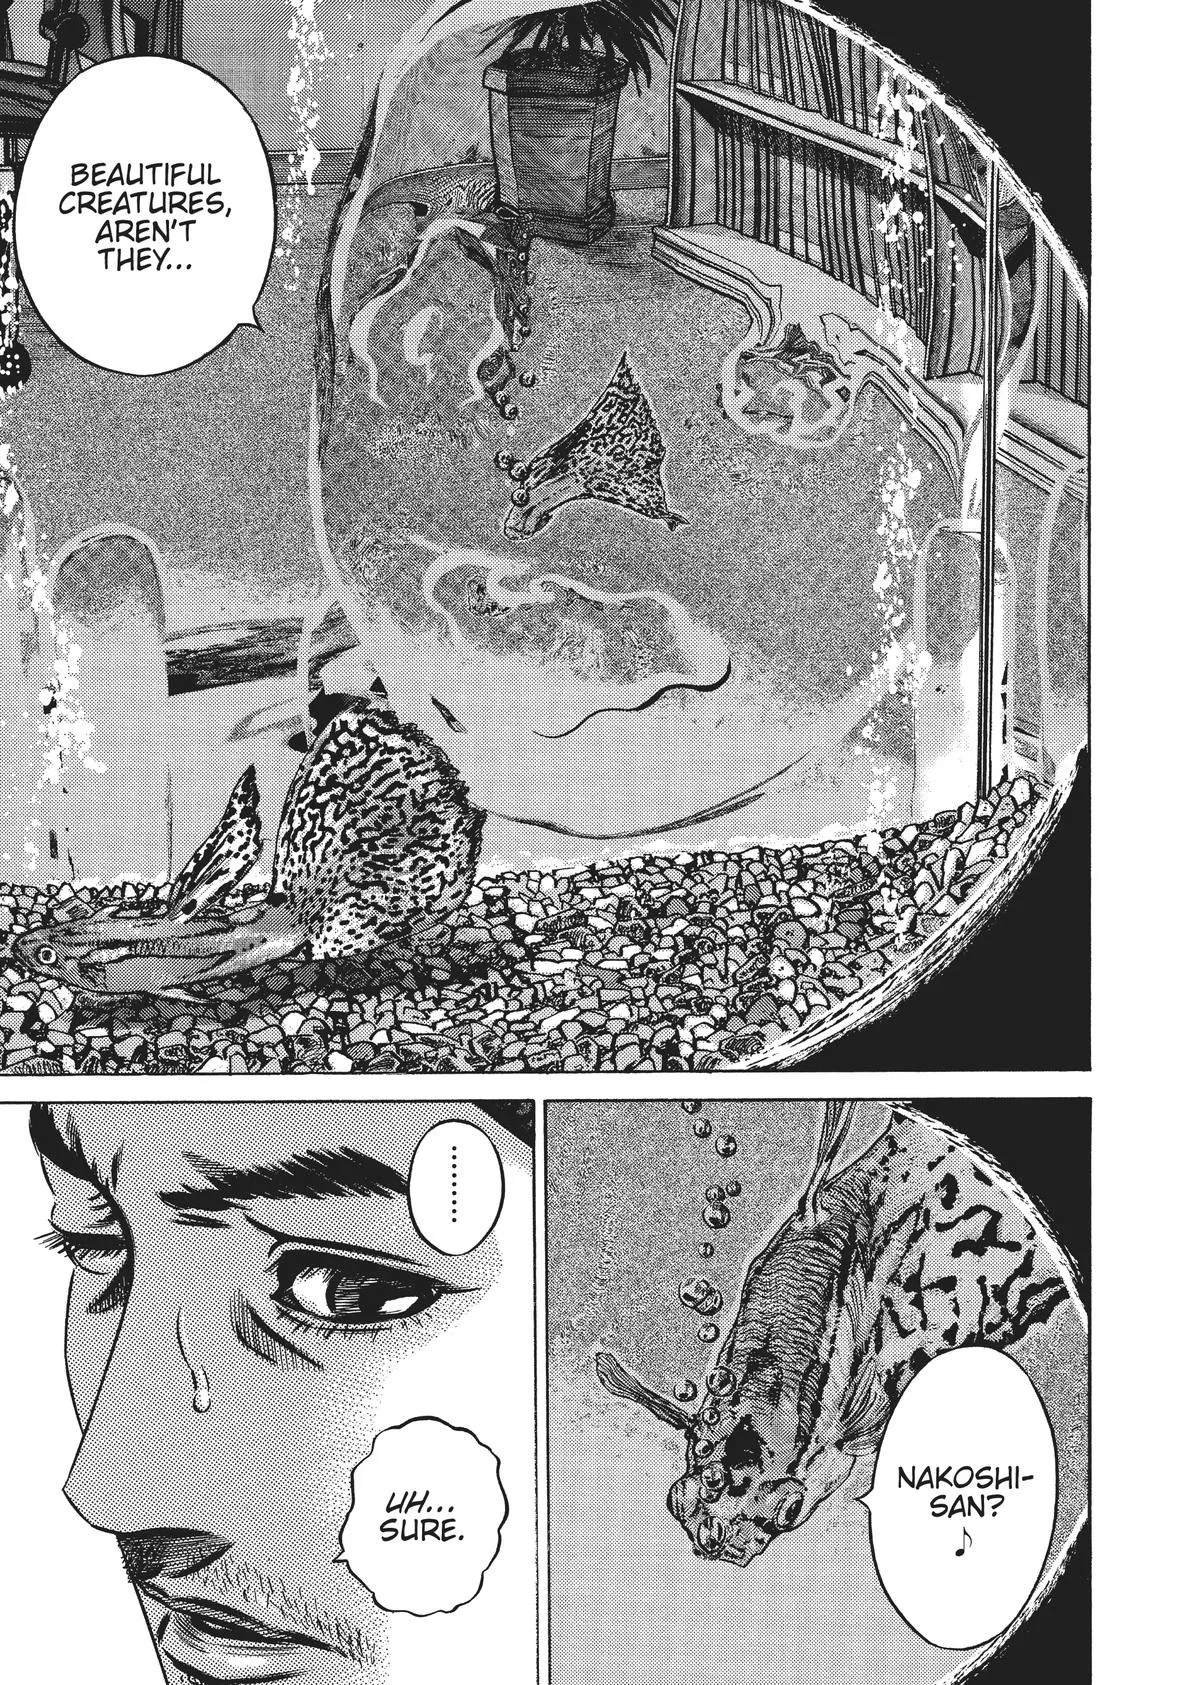 BEAUTIFUL
CREATURES,
AREN'T
THEY...
NAKOSHI-
SAN?
♪
.........
UH...
SURE.